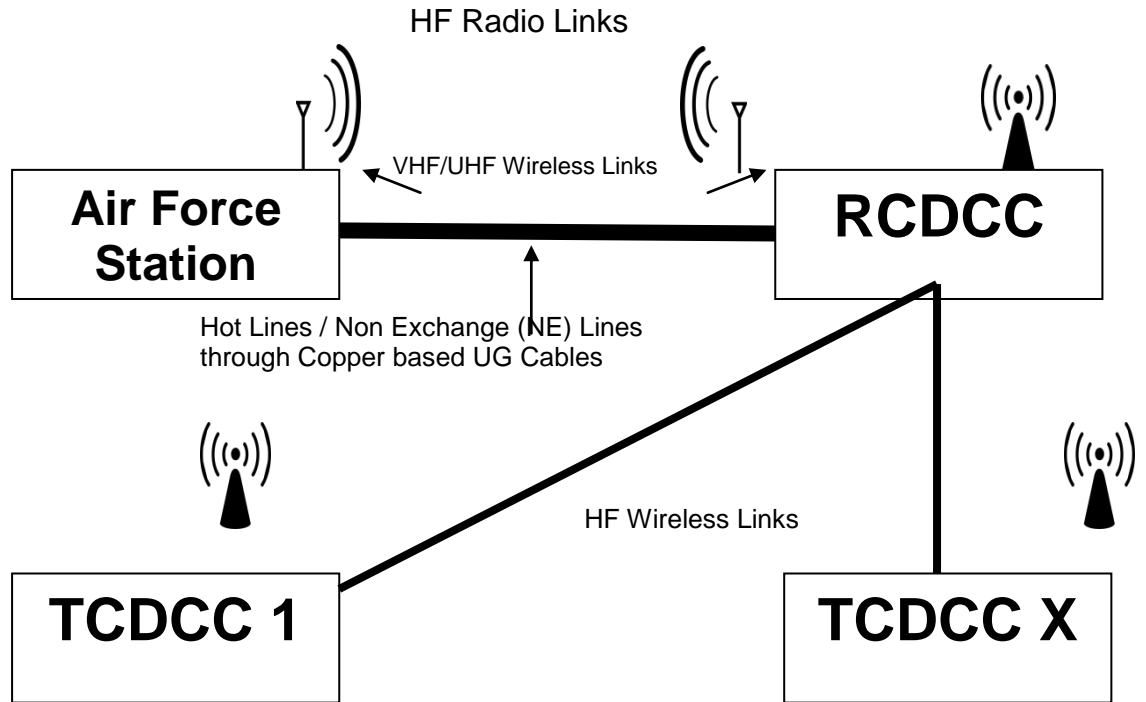 HF Radio Links
VHF/UHF Wireless Links
Air Force
Station
RCDCC
Hot Lines / Non Exchange (NE) Lines
through Copper based UG Cables
HF Wireless Links
TCDCC 1
TCDCC X